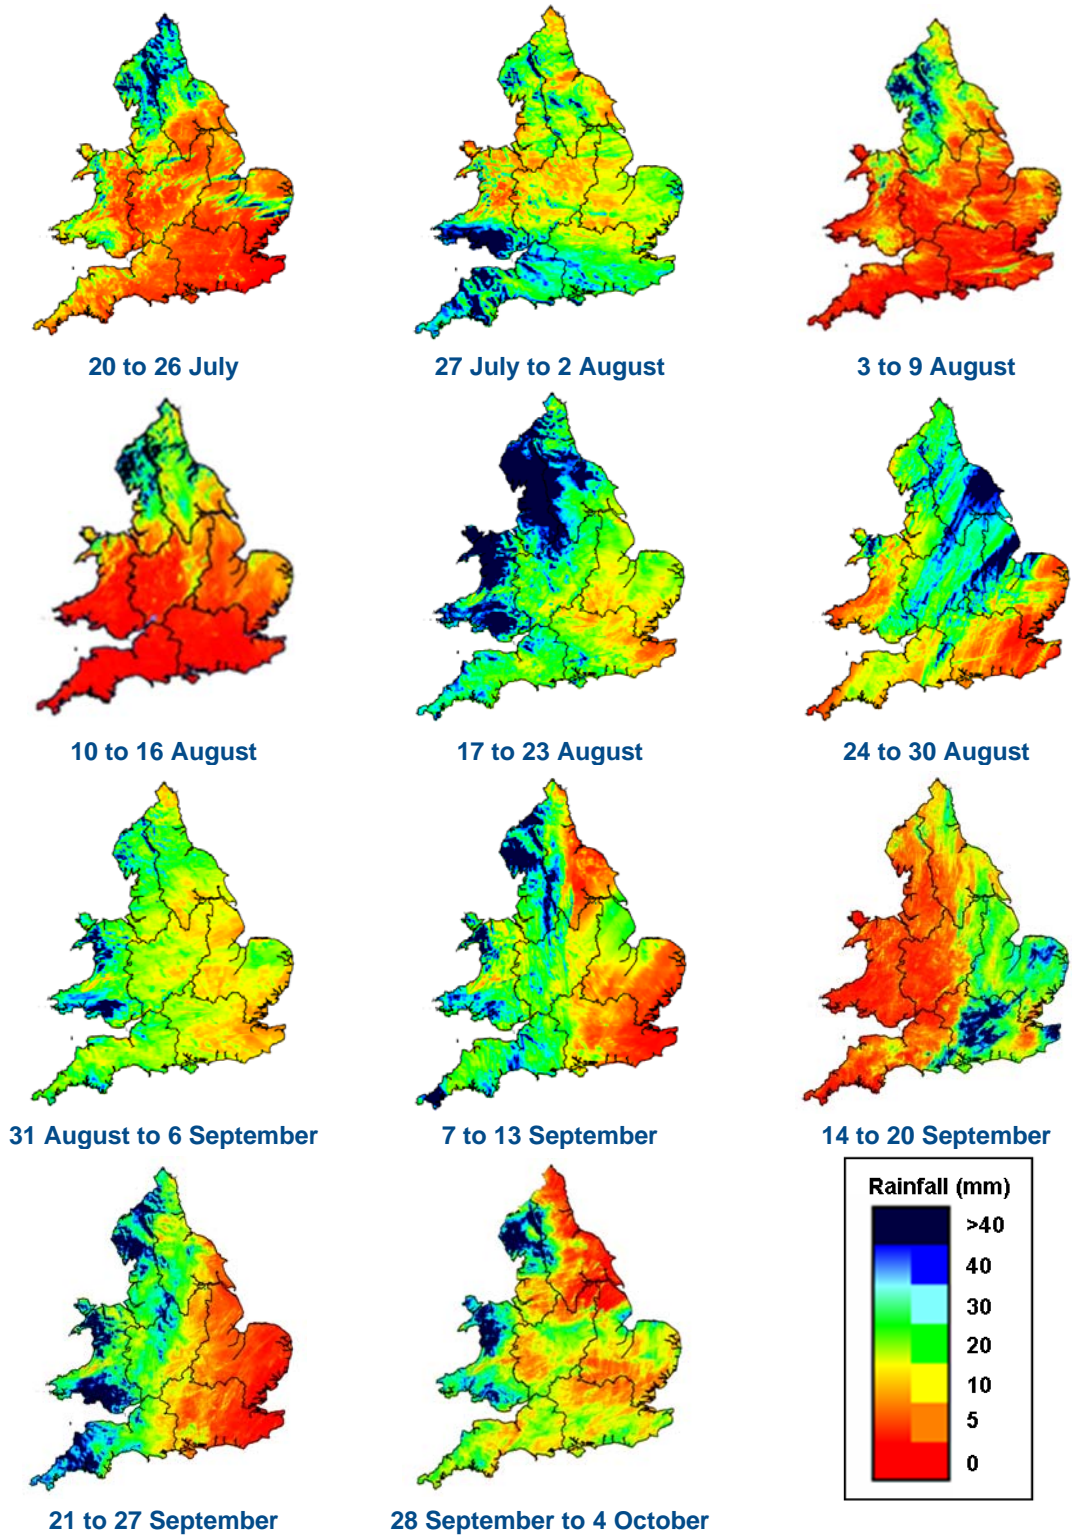 20 to 26 July
27 July to 2 August
3 to 9 August
10 to 16 August
17 to 23 August
24 to 30 August
31 August to 6 September
7 to 13 September
14 to 20 September
Rainfall (mm)
>40
40
30
20
10
5
0
21 to 27 September
28 September to 4 October